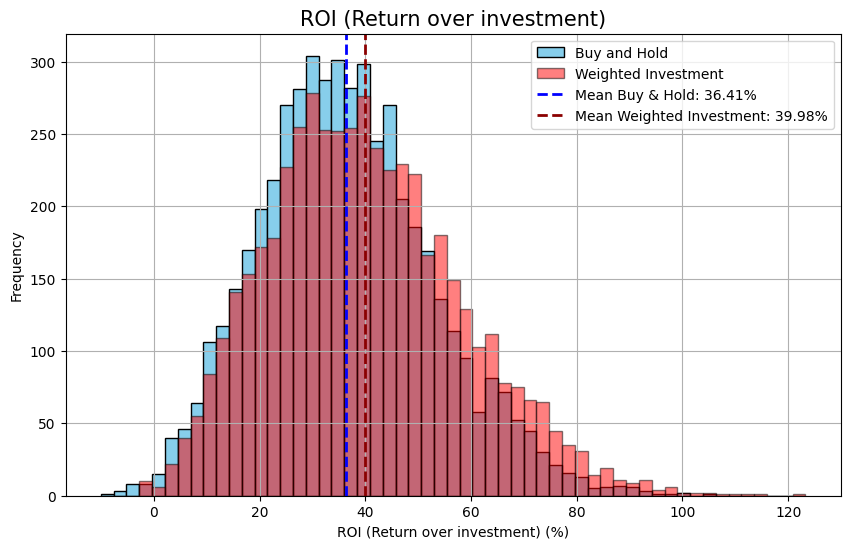 ROI (Return over investment)
Buy and Hold
Weighted Investment
Mean Buy & Hold: 36.41%
Mean Weighted Investment: 39.98%
Frequency
300
250
200
150
100
50
0
0 20 40 60 80 100 120
ROI (Return over investment) (%)